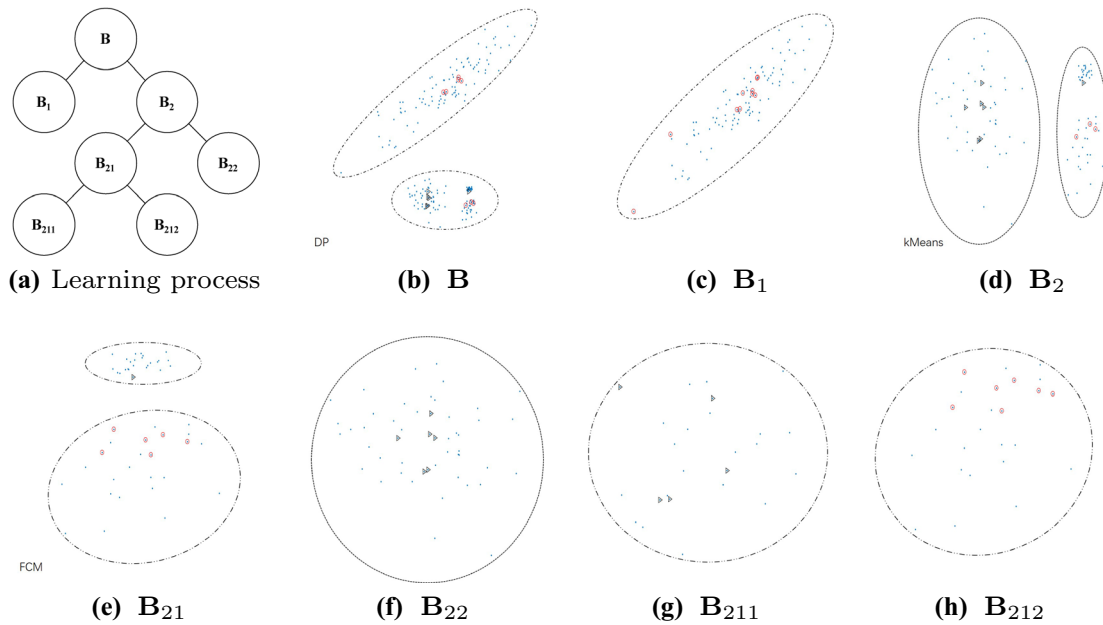 B
B1
B2
B21
B22
B211
B212
(a) Learning process
DP
(b) B
(c) B1
kMeans
(d) B2
FCM
(e) B21
(f) B22
(g) B211
(h) B212